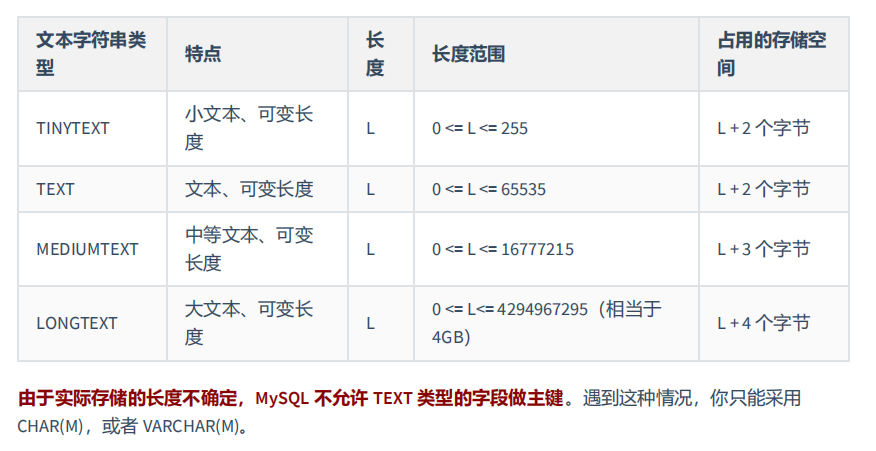 文本字符串类
型
特点
长
度
长度范围
占用的存储空
间
TINYTEXT
小文本、可变长
度
L
0 <= L <= 255
L + 2 个字节
TEXT
文本、可变长度
L
0 <= L <= 65535
L + 2 个字节
MEDIUMTEXT
中等文本、可变
长度
L
0 <= L <= 16777215
L + 3 个字节
LONGTEXT
大文本、可变长
度
L
0 <= L<= 4294967295（相当于
4GB）
L + 4 个字节
由于实际存储的长度不确定，MySQL 不允许 TEXT 类型的字段做主键。遇到这种情况，你只能采用
CHAR(M)，或者 VARCHAR(M)。